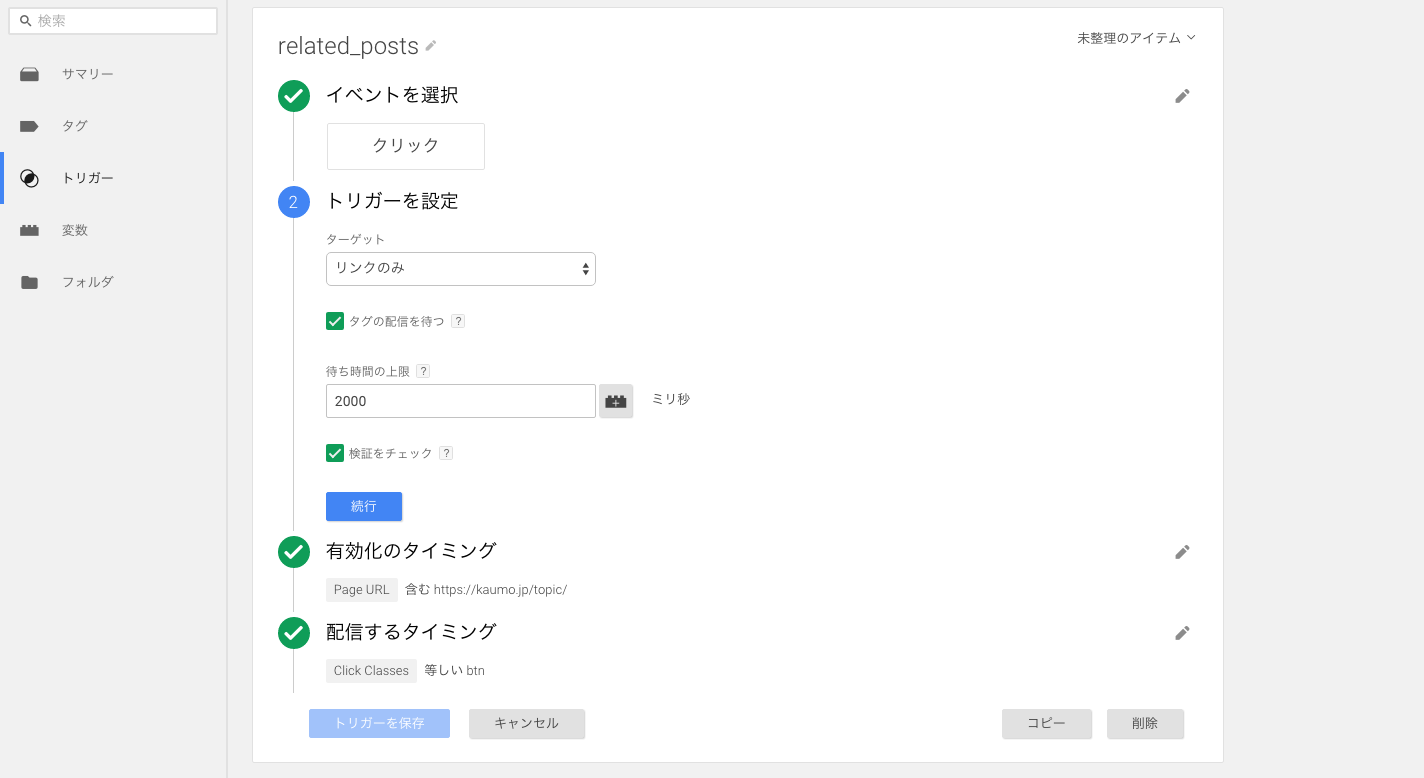 検索
サマリー
タグ
トリガー
変数
フォルダ
related_posts
未整理のアイテム
イベントを選択
クリック
2 トリガーを設定
ターゲット
リンクのみ
タグの配信を待つ ?
待ち時間の上限 ?
2000 ミリ秒
検証をチェック ?
続行
有効化のタイミング
Page URL 含む https://kaumo.jp/topic/
配信するタイミング
Click Classes 等しい btn
トリガーを保存 キャンセル コピー 削除